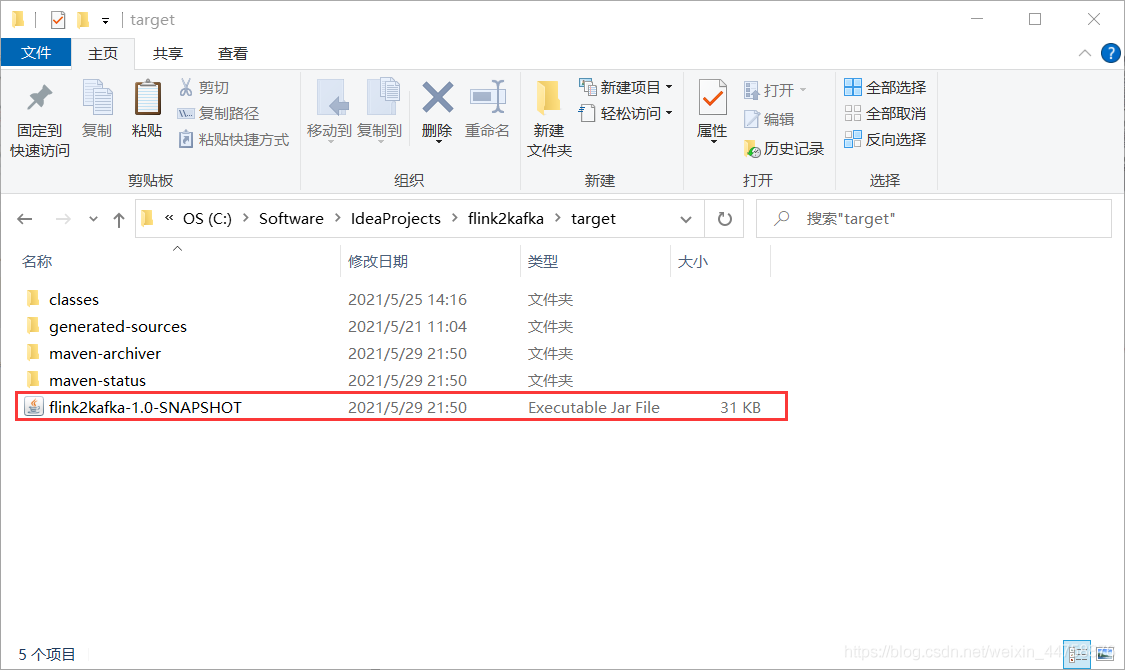 target
文件 主页 共享 查看
固定到快速访问
复制
粘贴
剪切
复制路径
粘贴快捷方式
剪贴板
移动到
复制到
删除
重命名
组织
新建文件夹
新建项目
轻松访问
新建
属性
打开
编辑
历史记录
打开
全部选择
全部取消
反向选择
选择
« OS (C:) > Software > IdeaProjects > flink2kafka > target
搜索"target"
名称 修改日期 类型 大小
classes 2021/5/25 14:16 文件夹
generated-sources 2021/5/21 11:04 文件夹
maven-archiver 2021/5/29 21:50 文件夹
maven-status 2021/5/29 21:50 文件夹
flink2kafka-1.0-SNAPSHOT 2021/5/29 21:50 Executable Jar File 31 KB
5 个项目